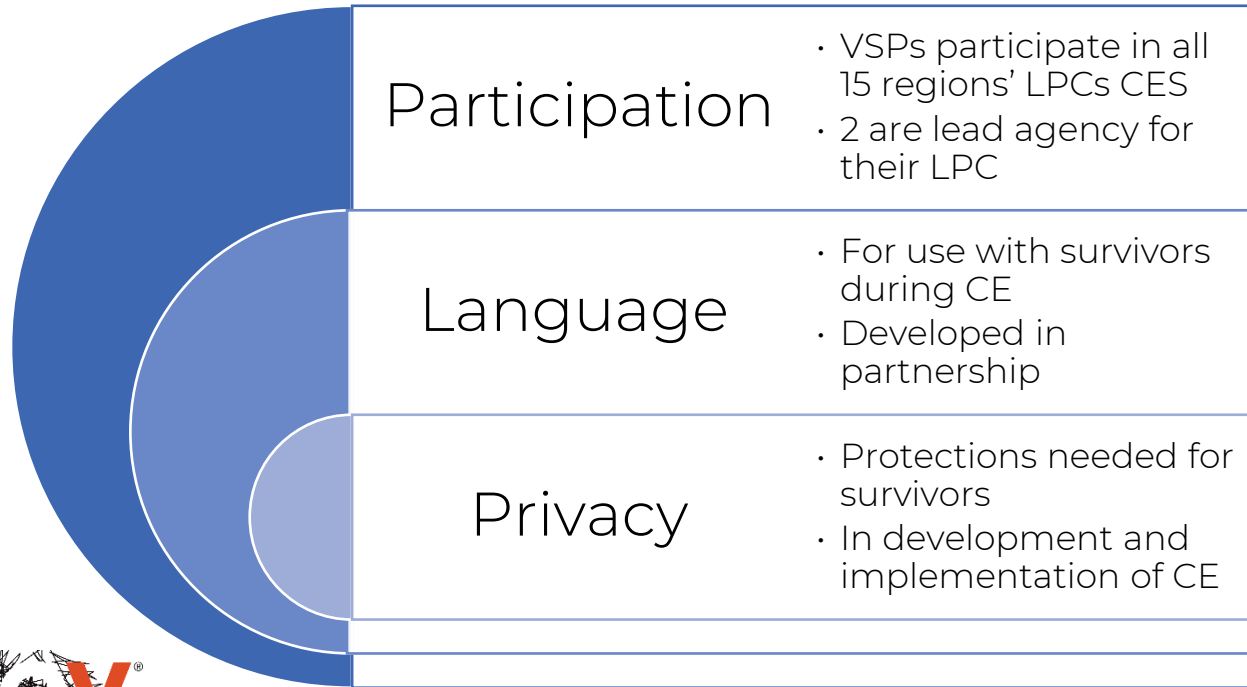 Participation
· VSPs participate in all
15 regions’ LPCs CES
· 2 are lead agency for
their LPC
Language
· For use with survivors
during CE
· Developed in
partnership
Privacy
· Protections needed for
survivors
· In development and
implementation of CE